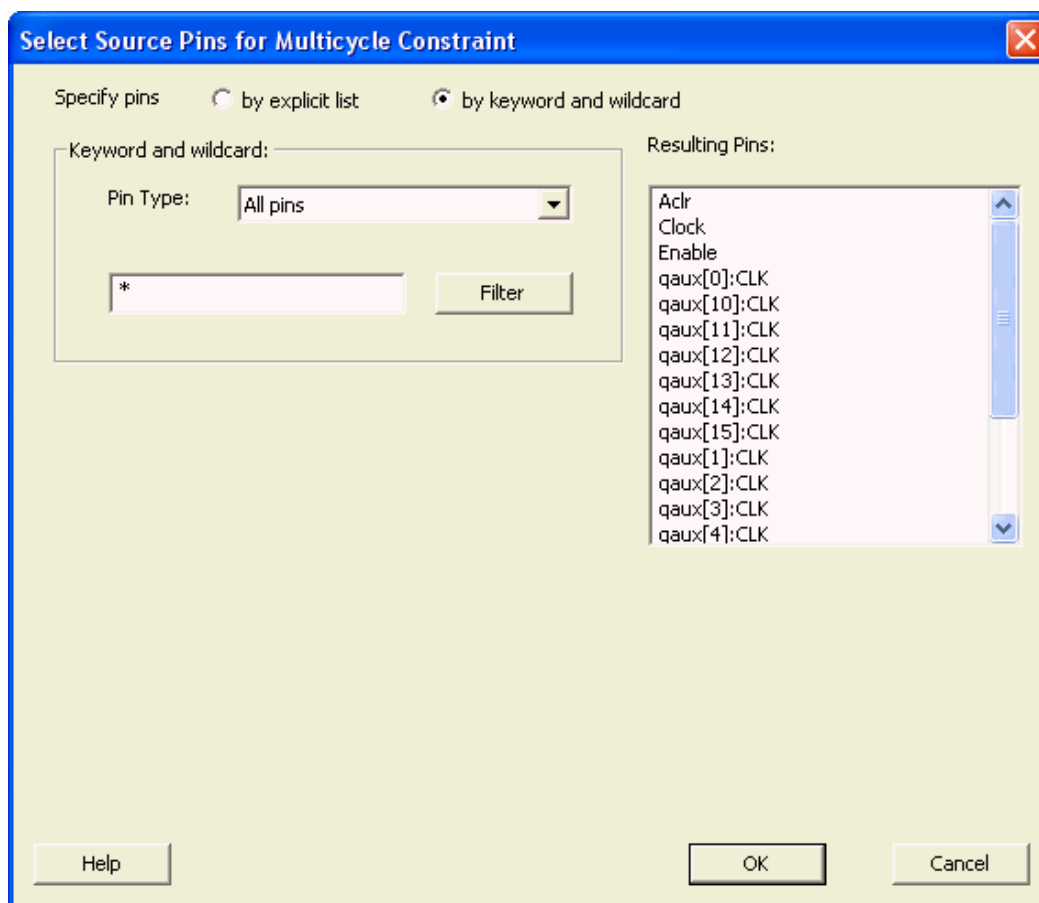 Select Source Pins for Multicycle Constraint
Specify pins by explicit list by keyword and wildcard
Keyword and wildcard:
Pin Type: All pins
* Filter
Resulting Pins:
Aclr
Clock
Enable
qaux[0]:CLK
qaux[10]:CLK
qaux[11]:CLK
qaux[12]:CLK
qaux[13]:CLK
qaux[14]:CLK
qaux[15]:CLK
qaux[1]:CLK
qaux[2]:CLK
qaux[3]:CLK
qaux[4]:CLK
Help OK Cancel